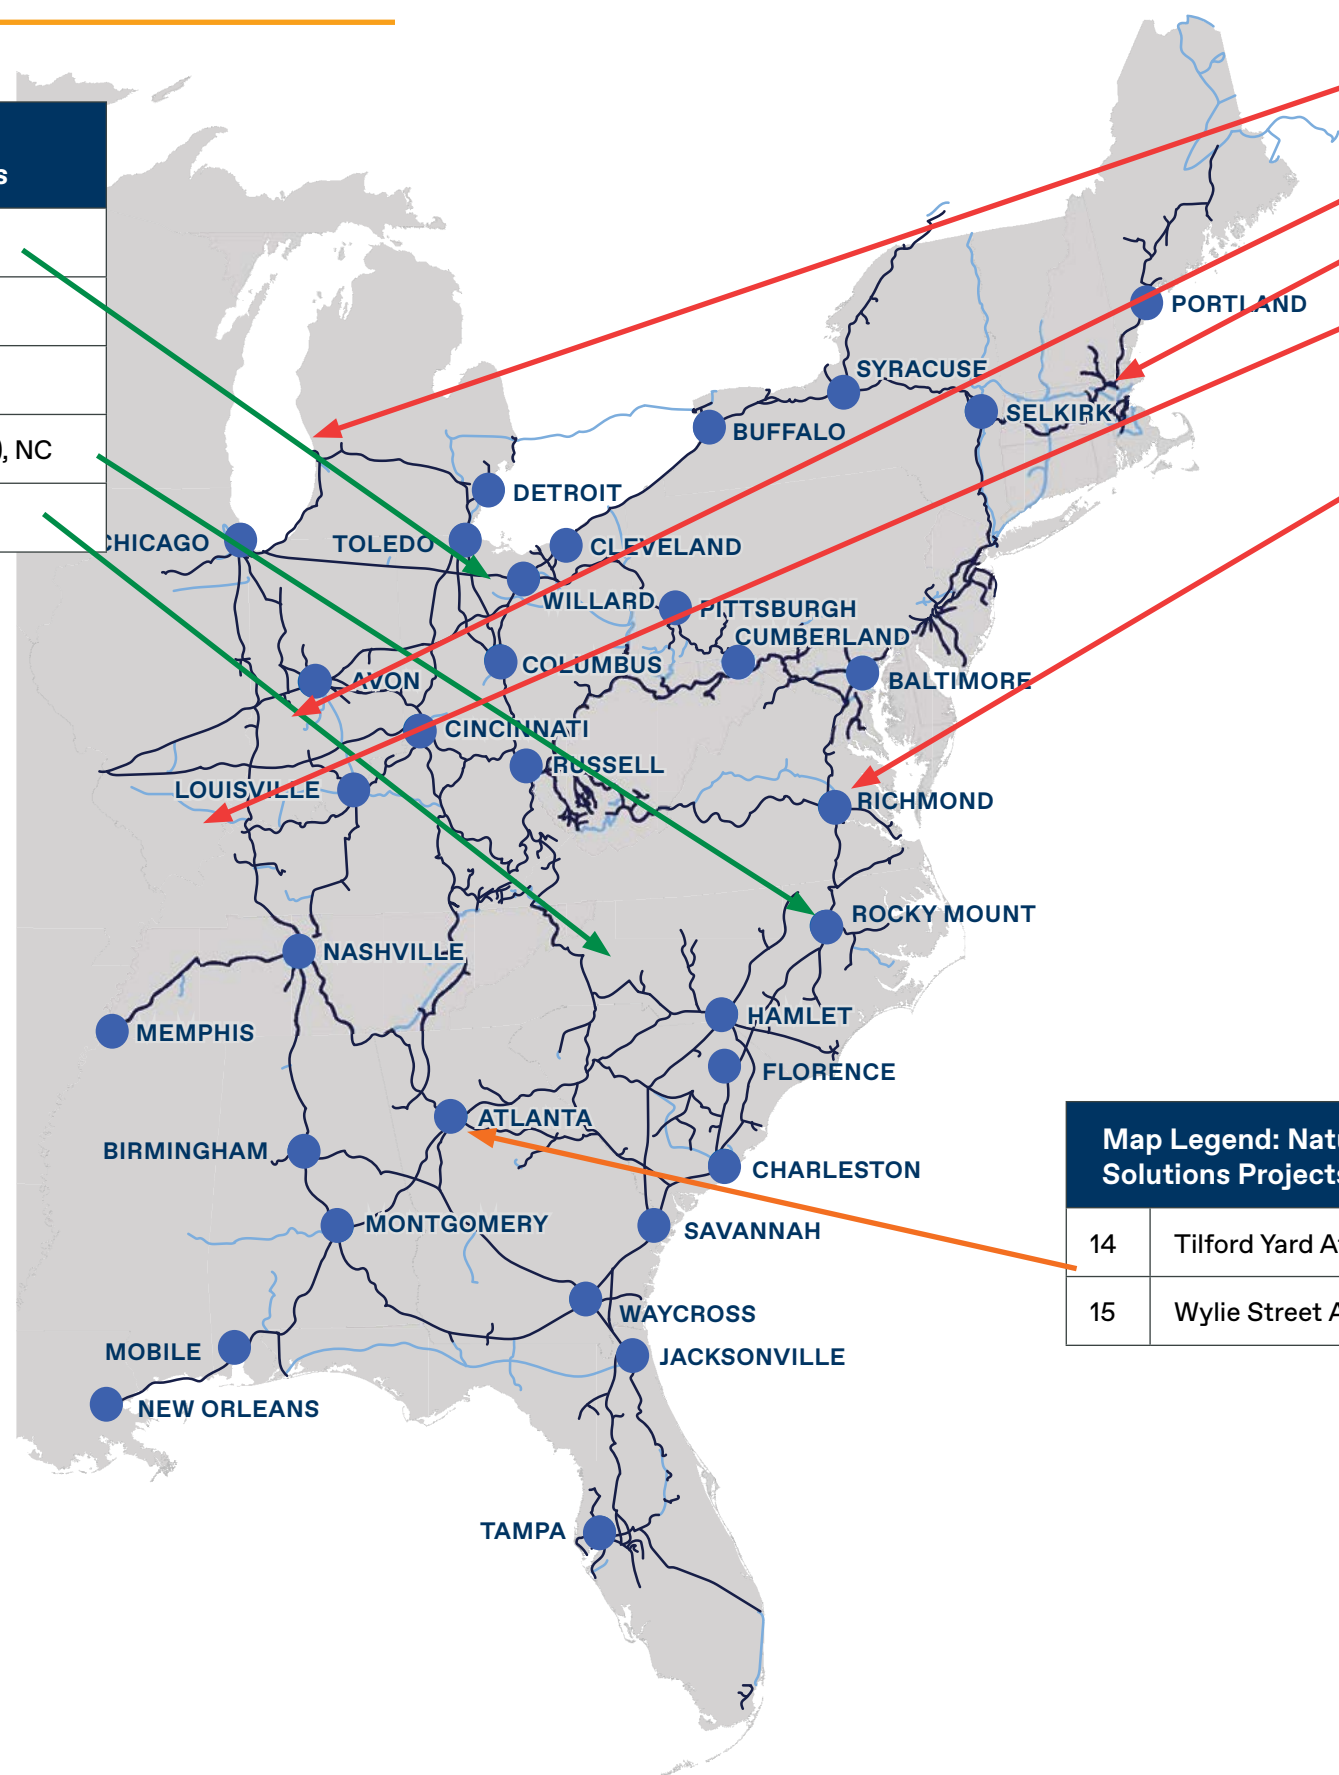 s
), NC
PORTLAND
SYRACUSE
SELKIRK
BUFFALO
DETROIT
CHICAGO
TOLEDO
CLEVELAND
WILLARD
PITTSBURGH
CUMBERLAND
COLUMBUS
AVON
BALTIMORE
CINCINNATI
RUSSELL
LOUISVILLE
RICHMOND
ROCKY MOUNT
NASHVILLE
HAMLET
MEMPHIS
FLORENCE
ATLANTA
BIRMINGHAM
CHARLESTON
MONTGOMERY
SAVANNAH
WAYCROSS
MOBILE
JACKSONVILLE
NEW ORLEANS
TAMPA
Map Legend: Nat
Solutions Projects
14 Tilford Yard A
15 Wylie Street A